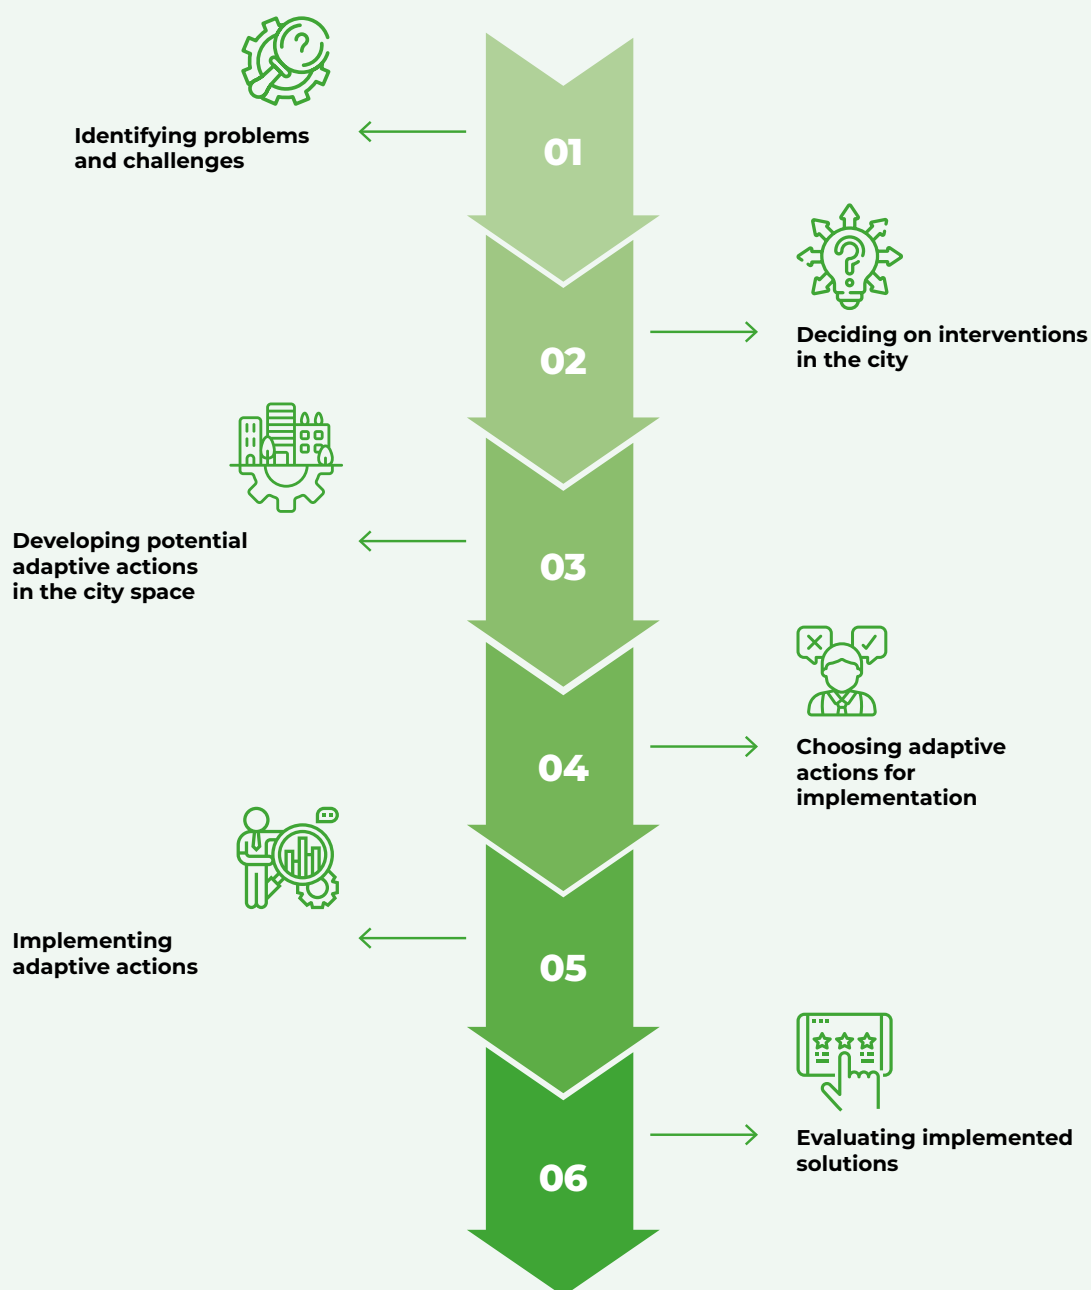 01
Identifying problems
and challenges
02
Deciding on interventions
in the city
03
Developing potential
adaptive actions
in the city space
04
Choosing adaptive
actions for
implementation
05
Implementing
adaptive actions
06
Evaluating implemented
solutions